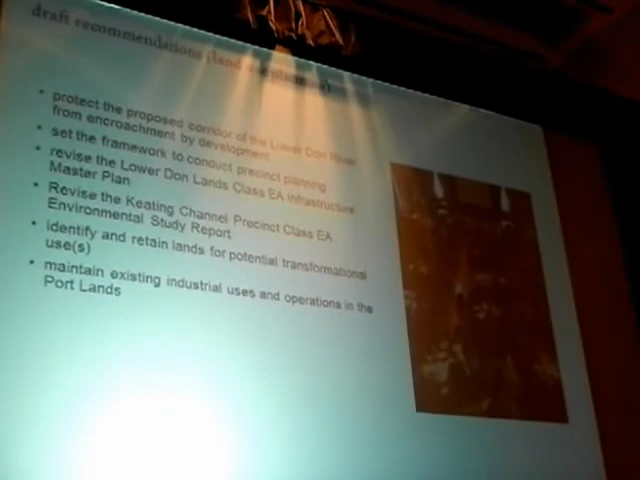 draft recommendations (land
• protect the proposed corridor of the Lower Don River
from encroachment by development
• set the framework to conduct precinct planning
• revise the Lower Don Lands Class EA Infrastructure
Master Plan
• Revise the Keating Channel Precinct Class EA
Environmental Study Report
• identify and retain lands for potential transformational
use(s)
• maintain existing industrial uses and operations in the
Port Lands